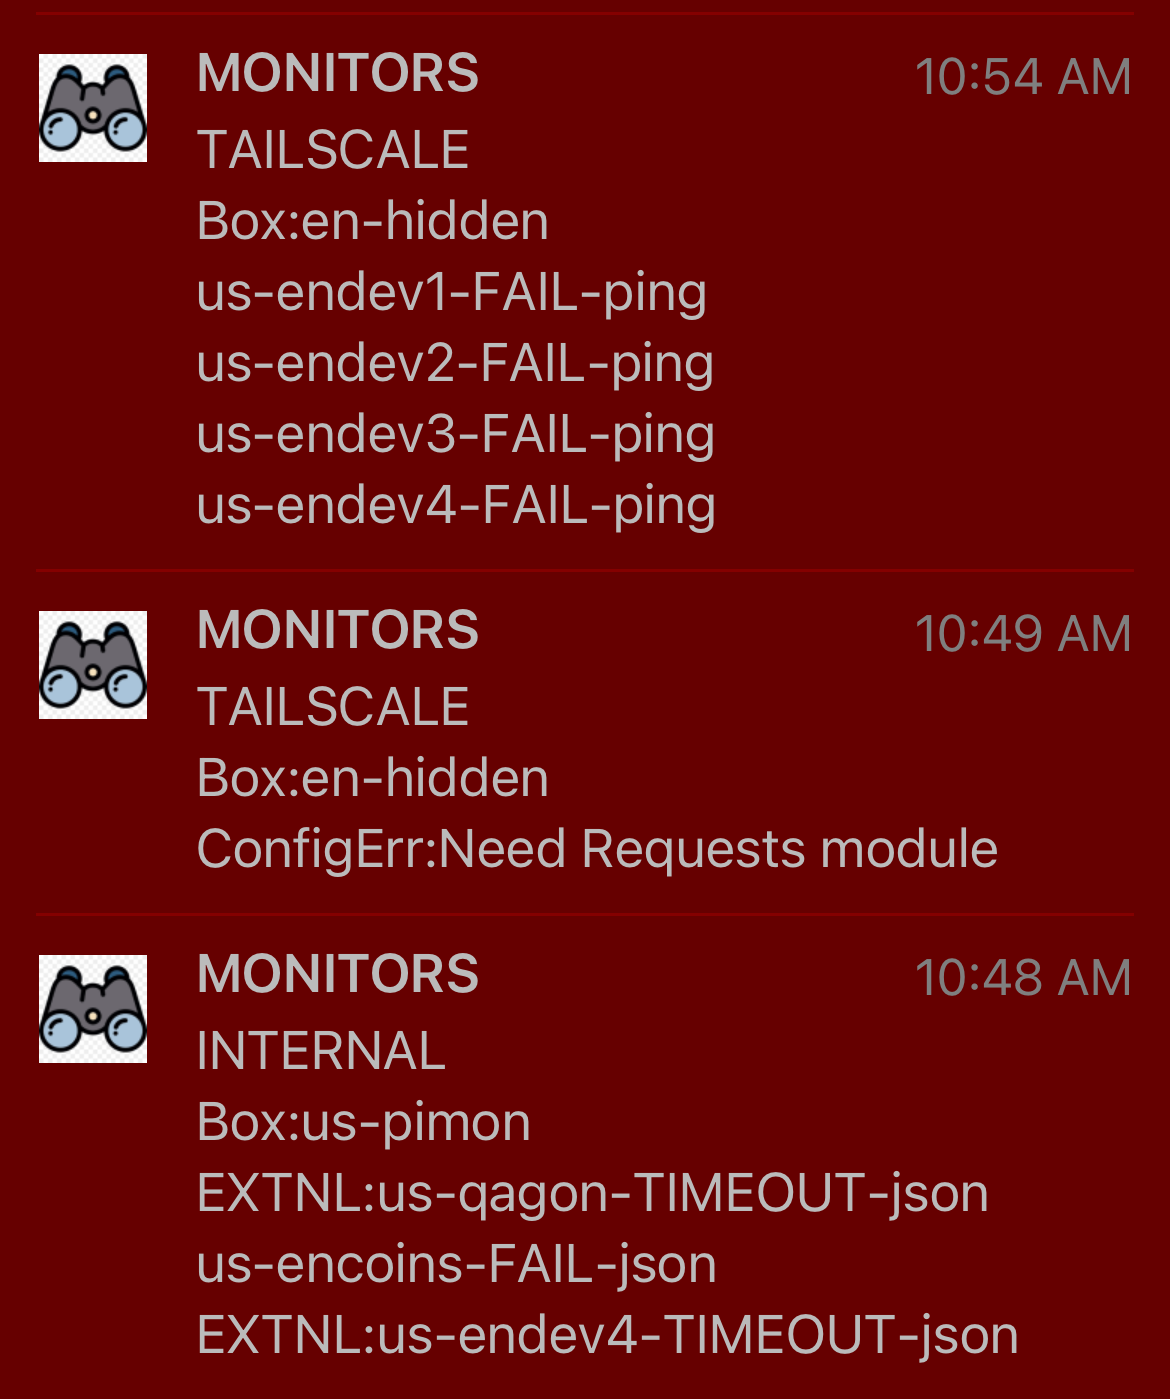 MONITORS
10:54 AM
TAILSCALE
Box:en-hidden
us-endev1-FAIL-ping
us-endev2-FAIL-ping
us-endev3-FAIL-ping
us-endev4-FAIL-ping
MONITORS
10:49 AM
TAILSCALE
Box:en-hidden
ConfigErr:Need Requests module
MONITORS
10:48 AM
INTERNAL
Box:us-pimon
EXTNL:us-qagon-TIMEOUT-json
us-encoins-FAIL-json
EXTNL:us-endev4-TIMEOUT-json